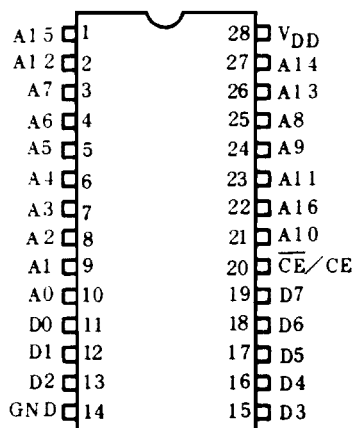 A15 1 28 VDD
A12 2 27 A14
A7 3 26 A13
A6 4 25 A8
A5 5 24 A9
A4 6 23 A11
A3 7 22 A16
A2 8 21 A10
A1 9 20 C̅E̅/CE
A0 10 19 D7
D0 11 18 D6
D1 12 17 D5
D2 13 16 D4
GND 14 15 D3